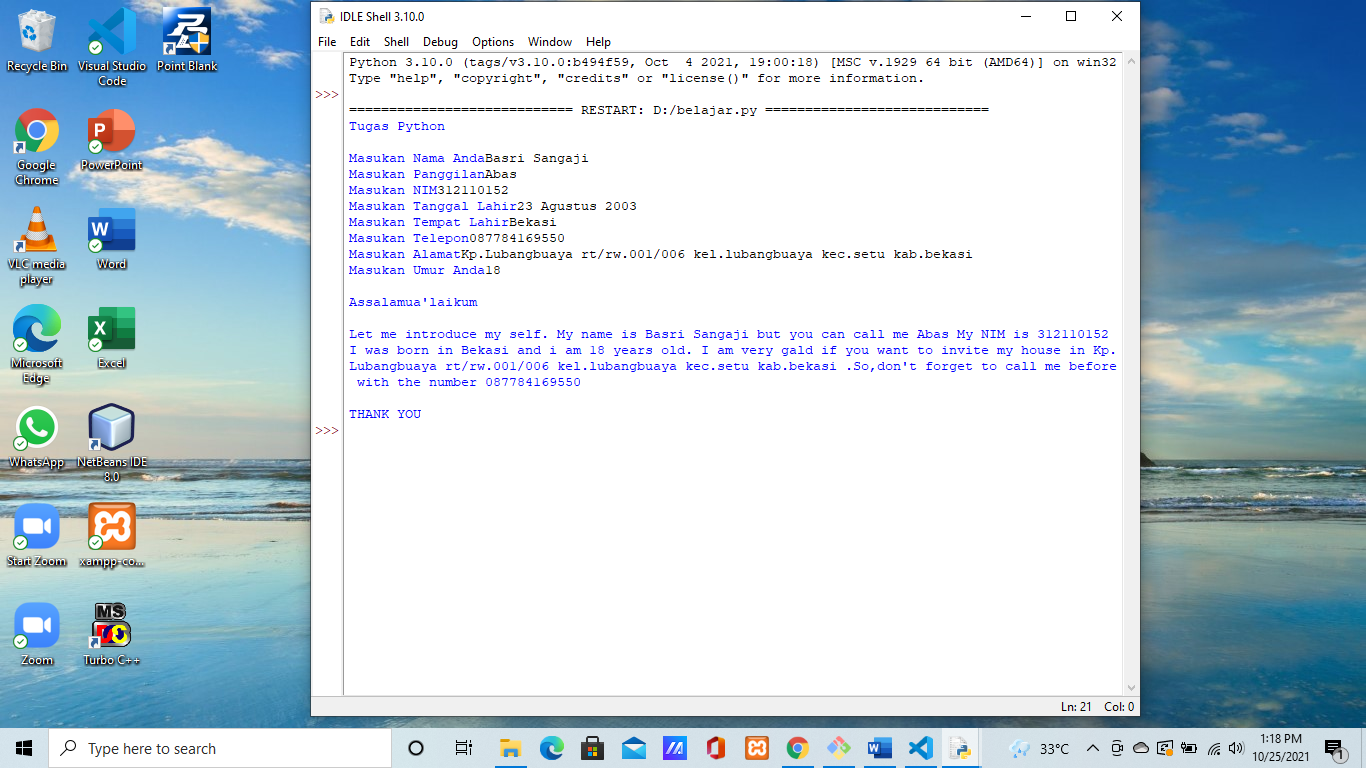 Recycle Bin
Visual Studio Code
Point Blank
Google Chrome
PowerPoint
VLC media player
Word
Microsoft Edge
Excel
WhatsApp
NetBeans IDE 8.0
Start Zoom
xampp-co...
Zoom
MS
Turbo C++
IDLE Shell 3.10.0
File Edit Shell Debug Options Window Help
Python 3.10.0 (tags/v3.10.0:b494f59, Oct  4 2021, 19:00:18) [MSC v.1929 64 bit (AMD64)] on win32
Type "help", "copyright", "credits" or "license()" for more information.
>>>
============================ RESTART: D:/belajar.py ============================
Tugas Python
Masukan Nama AndaBasri Sangaji
Masukan PanggilanAbas
Masukan NIM312110152
Masukan Tanggal Lahir23 Agustus 2003
Masukan Tempat LahirBekasi
Masukan Telepon087784169550
Masukan AlamatKp.Lubangbuaya rt/rw.001/006 kel.lubangbuaya kec.setu kab.bekasi
Masukan Umur Anda18
Assalamua'laikum
Let me introduce my self. My name is Basri Sangaji but you can call me Abas My NIM is 312110152
I was born in Bekasi and i am 18 years old. I am very gald if you want to invite my house in Kp.
Lubangbuaya rt/rw.001/006 kel.lubangbuaya kec.setu kab.bekasi .So,don't forget to call me before
with the number 087784169550
THANK YOU
>>>
Ln: 21 Col: 0
Type here to search
33°C
1:18 PM
10/25/2021
1